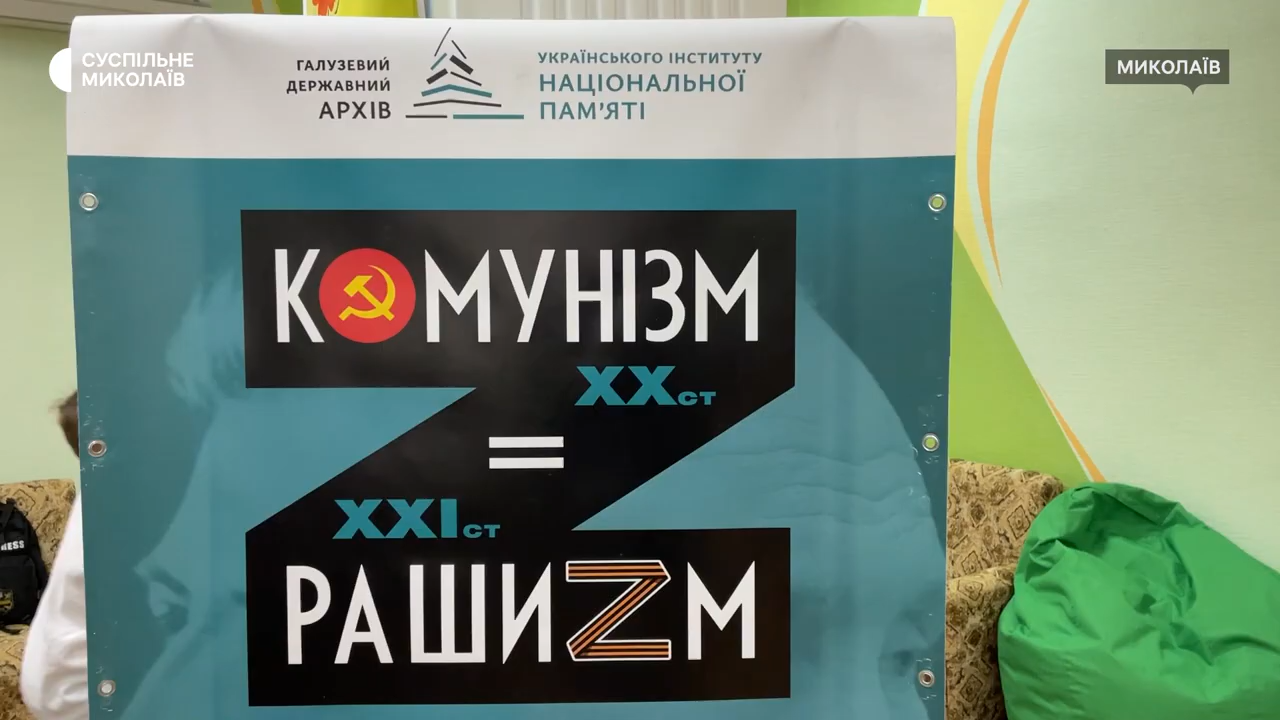 СУСПІЛЬНЕ
МИКОЛАЇВ
МИКОЛАЇВ
ГАЛУЗЕВИЙ
ДЕРЖАВНИЙ
АРХІВ
УКРАЇНСЬКОГО ІНСТИТУТУ
НАЦІОНАЛЬНОЇ
ПАМ'ЯТІ
КОМУНІЗМ
XXст
=
XXIст
РАШИZМ